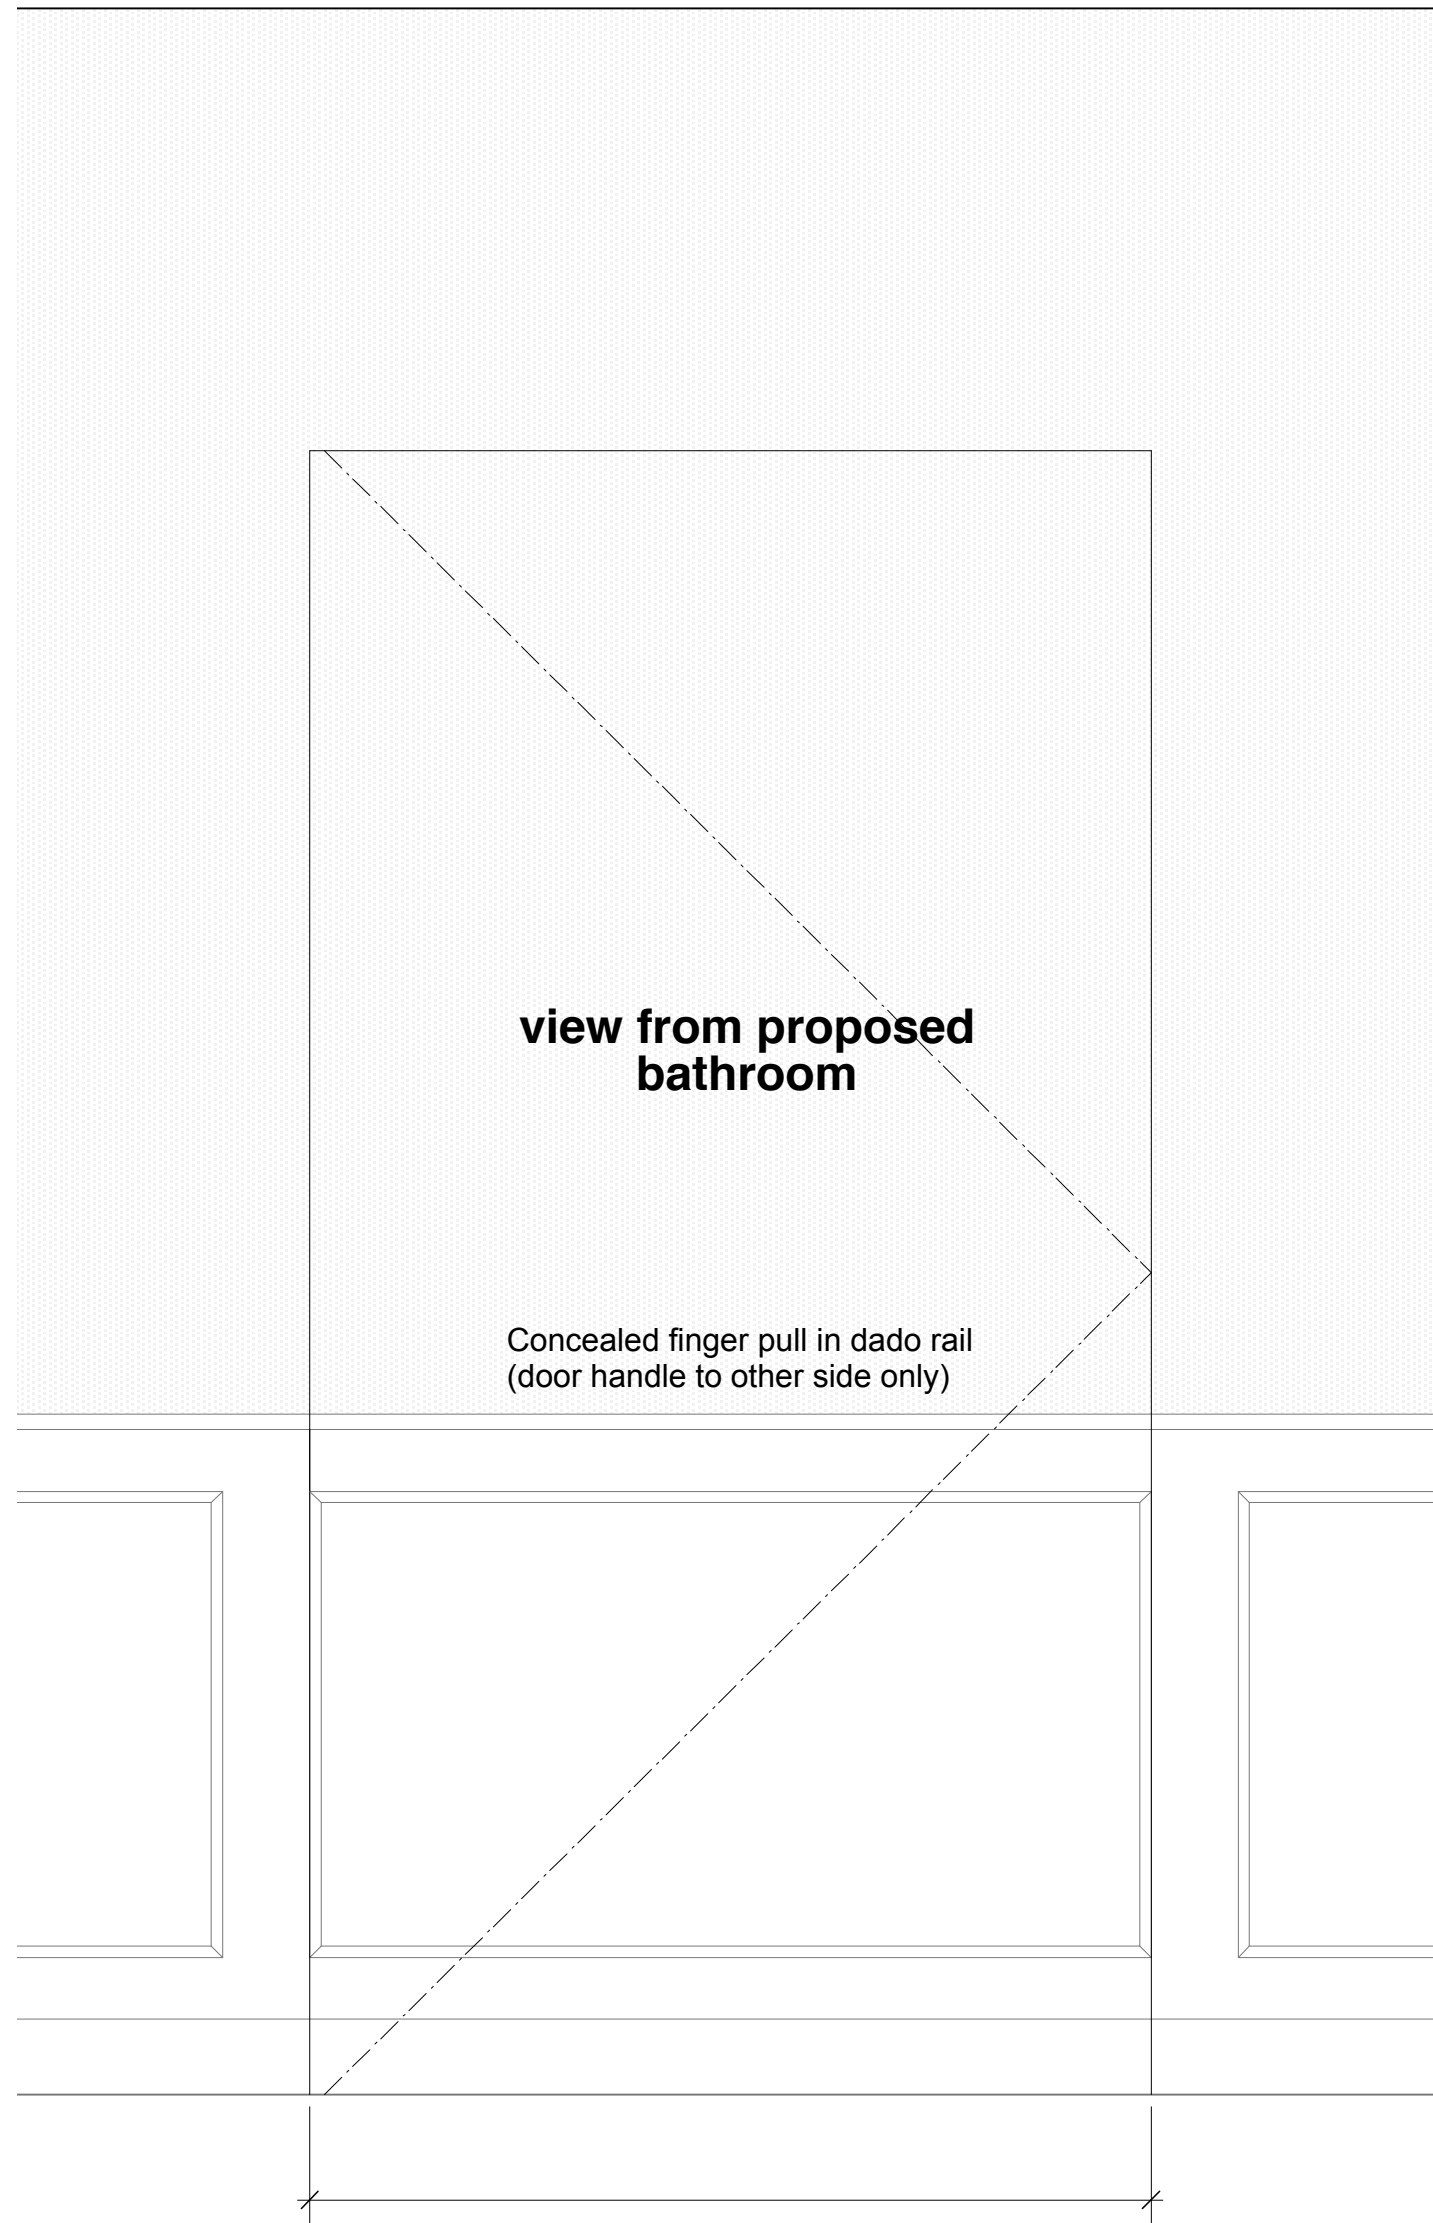 view from proposed
bathroom
Concealed finger pull in dado rail
(door handle to other side only)